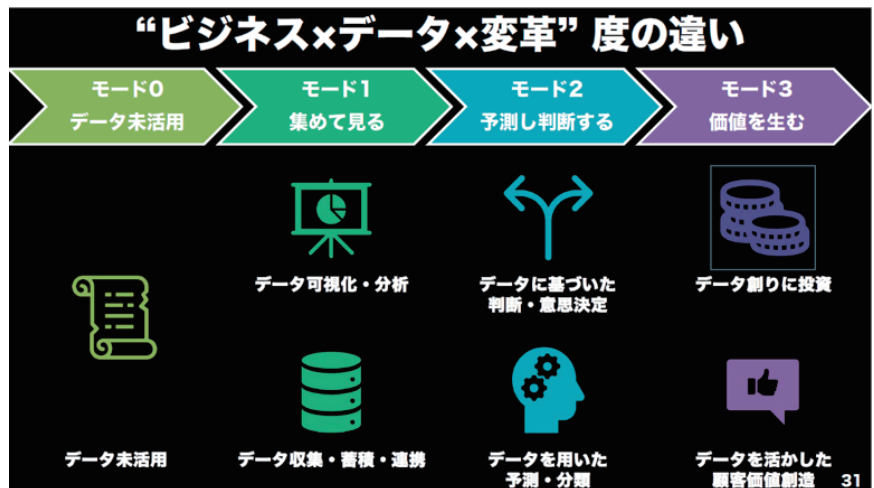 “ビジネス×データ×変革” 度の違い
モード0
データ未活用
モード1
集めて見る
モード2
予測し判断する
モード3
価値を生む
データ可視化・分析
データに基づいた
判断・意思決定
データ創りに投資
データ未活用
データ収集・蓄積・連携
データを用いた
予測・分類
データを活かした
顧客価値創造
31